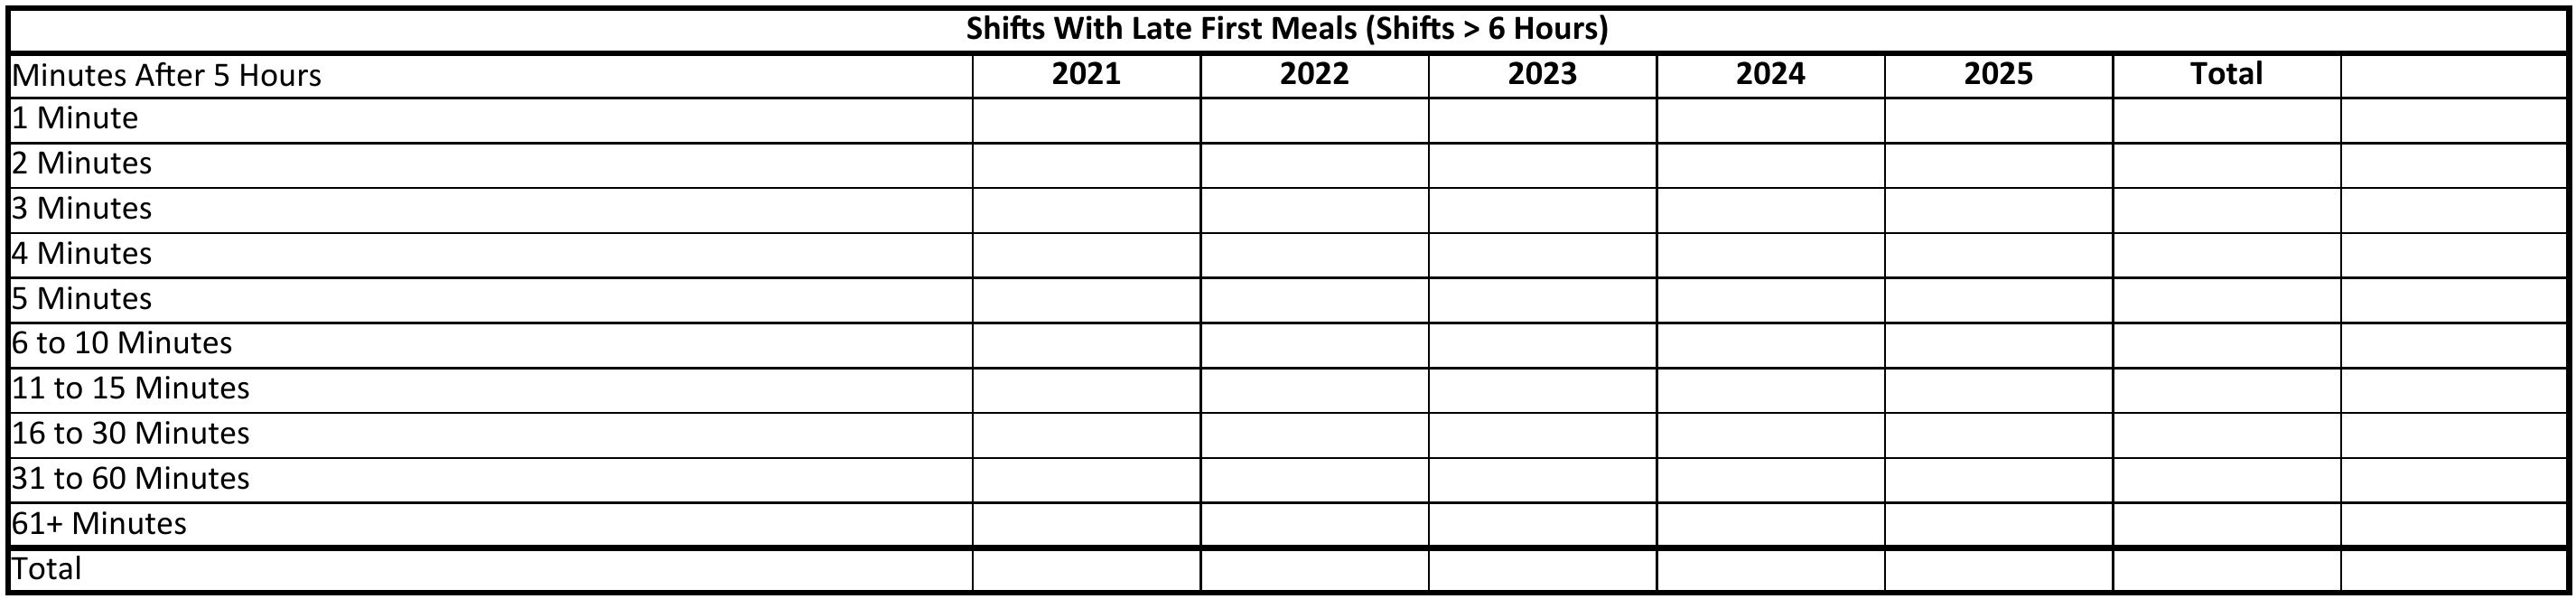 Shifts With Late First Meals (Shifts > 6 Hours)
Minutes After 5 Hours 2021 2022 2023 2024 2025 Total
1 Minute
2 Minutes
3 Minutes
4 Minutes
5 Minutes
6 to 10 Minutes
11 to 15 Minutes
16 to 30 Minutes
31 to 60 Minutes
61+ Minutes
Total